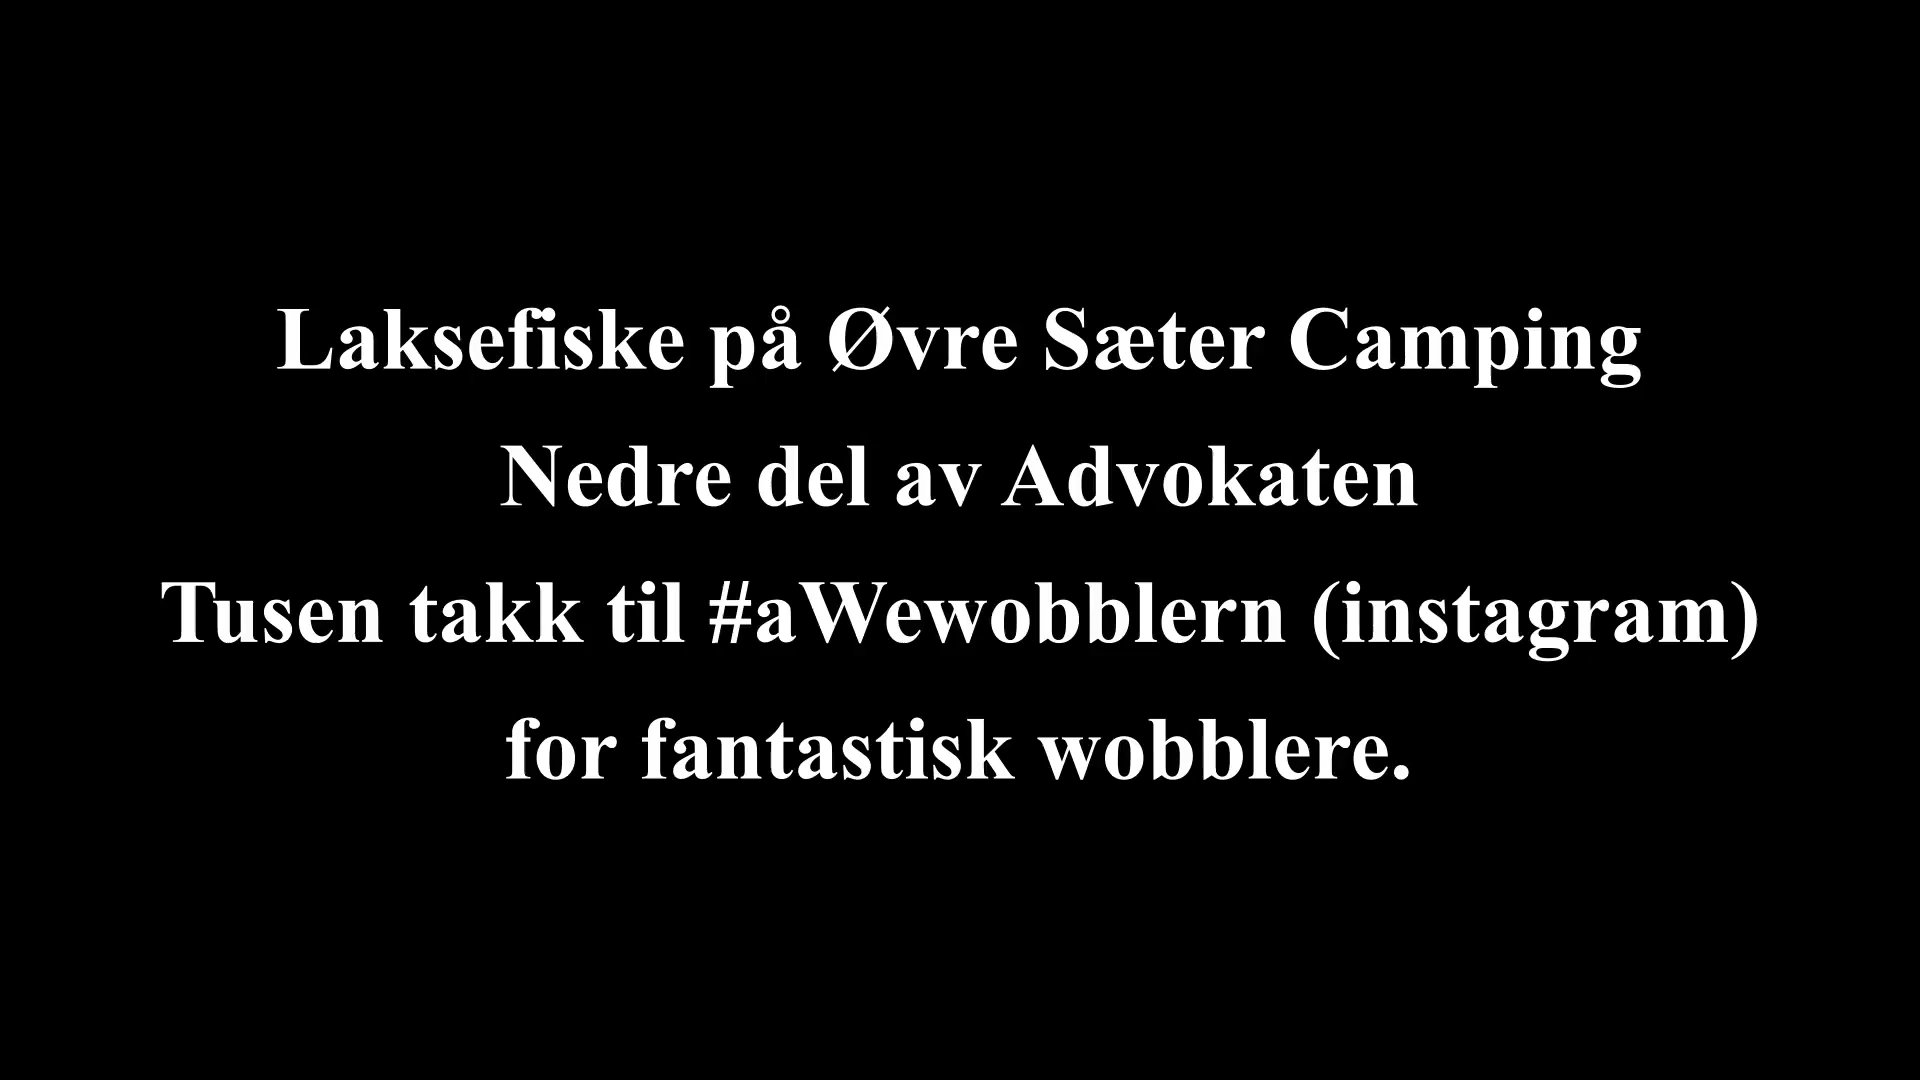 Laksefiske på Øvre Sæter Camping
Nedre del av Advokaten
Tusen takk til #aWewobblern (instagram)
for fantastisk wobblere.